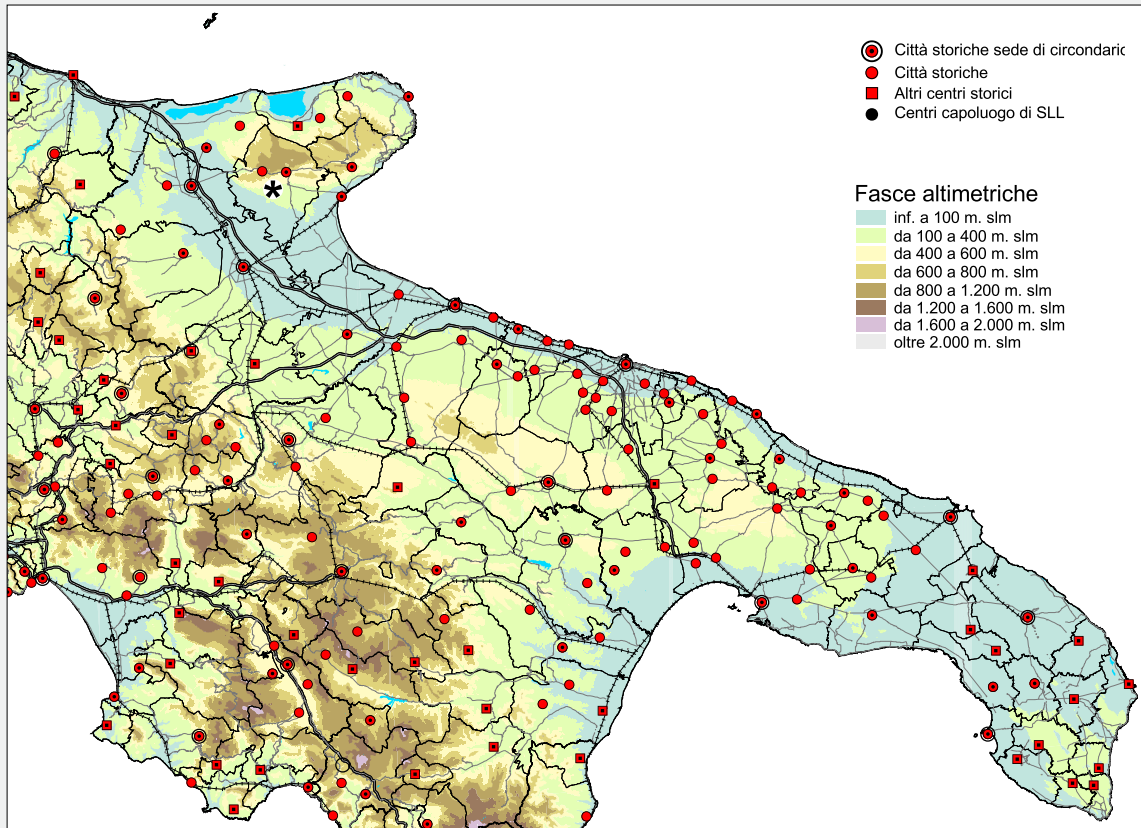 Città storiche sede di circondaric
Città storiche
Altri centri storici
Centri capoluogo di SLL
Fasce altimetriche
inf. a 100 m. slm
da 100 a 400 m. slm
da 400 a 600 m. slm
da 600 a 800 m. slm
da 800 a 1.200 m. slm
da 1.200 a 1.600 m. slm
da 1.600 a 2.000 m. slm
oltre 2.000 m. slm
*